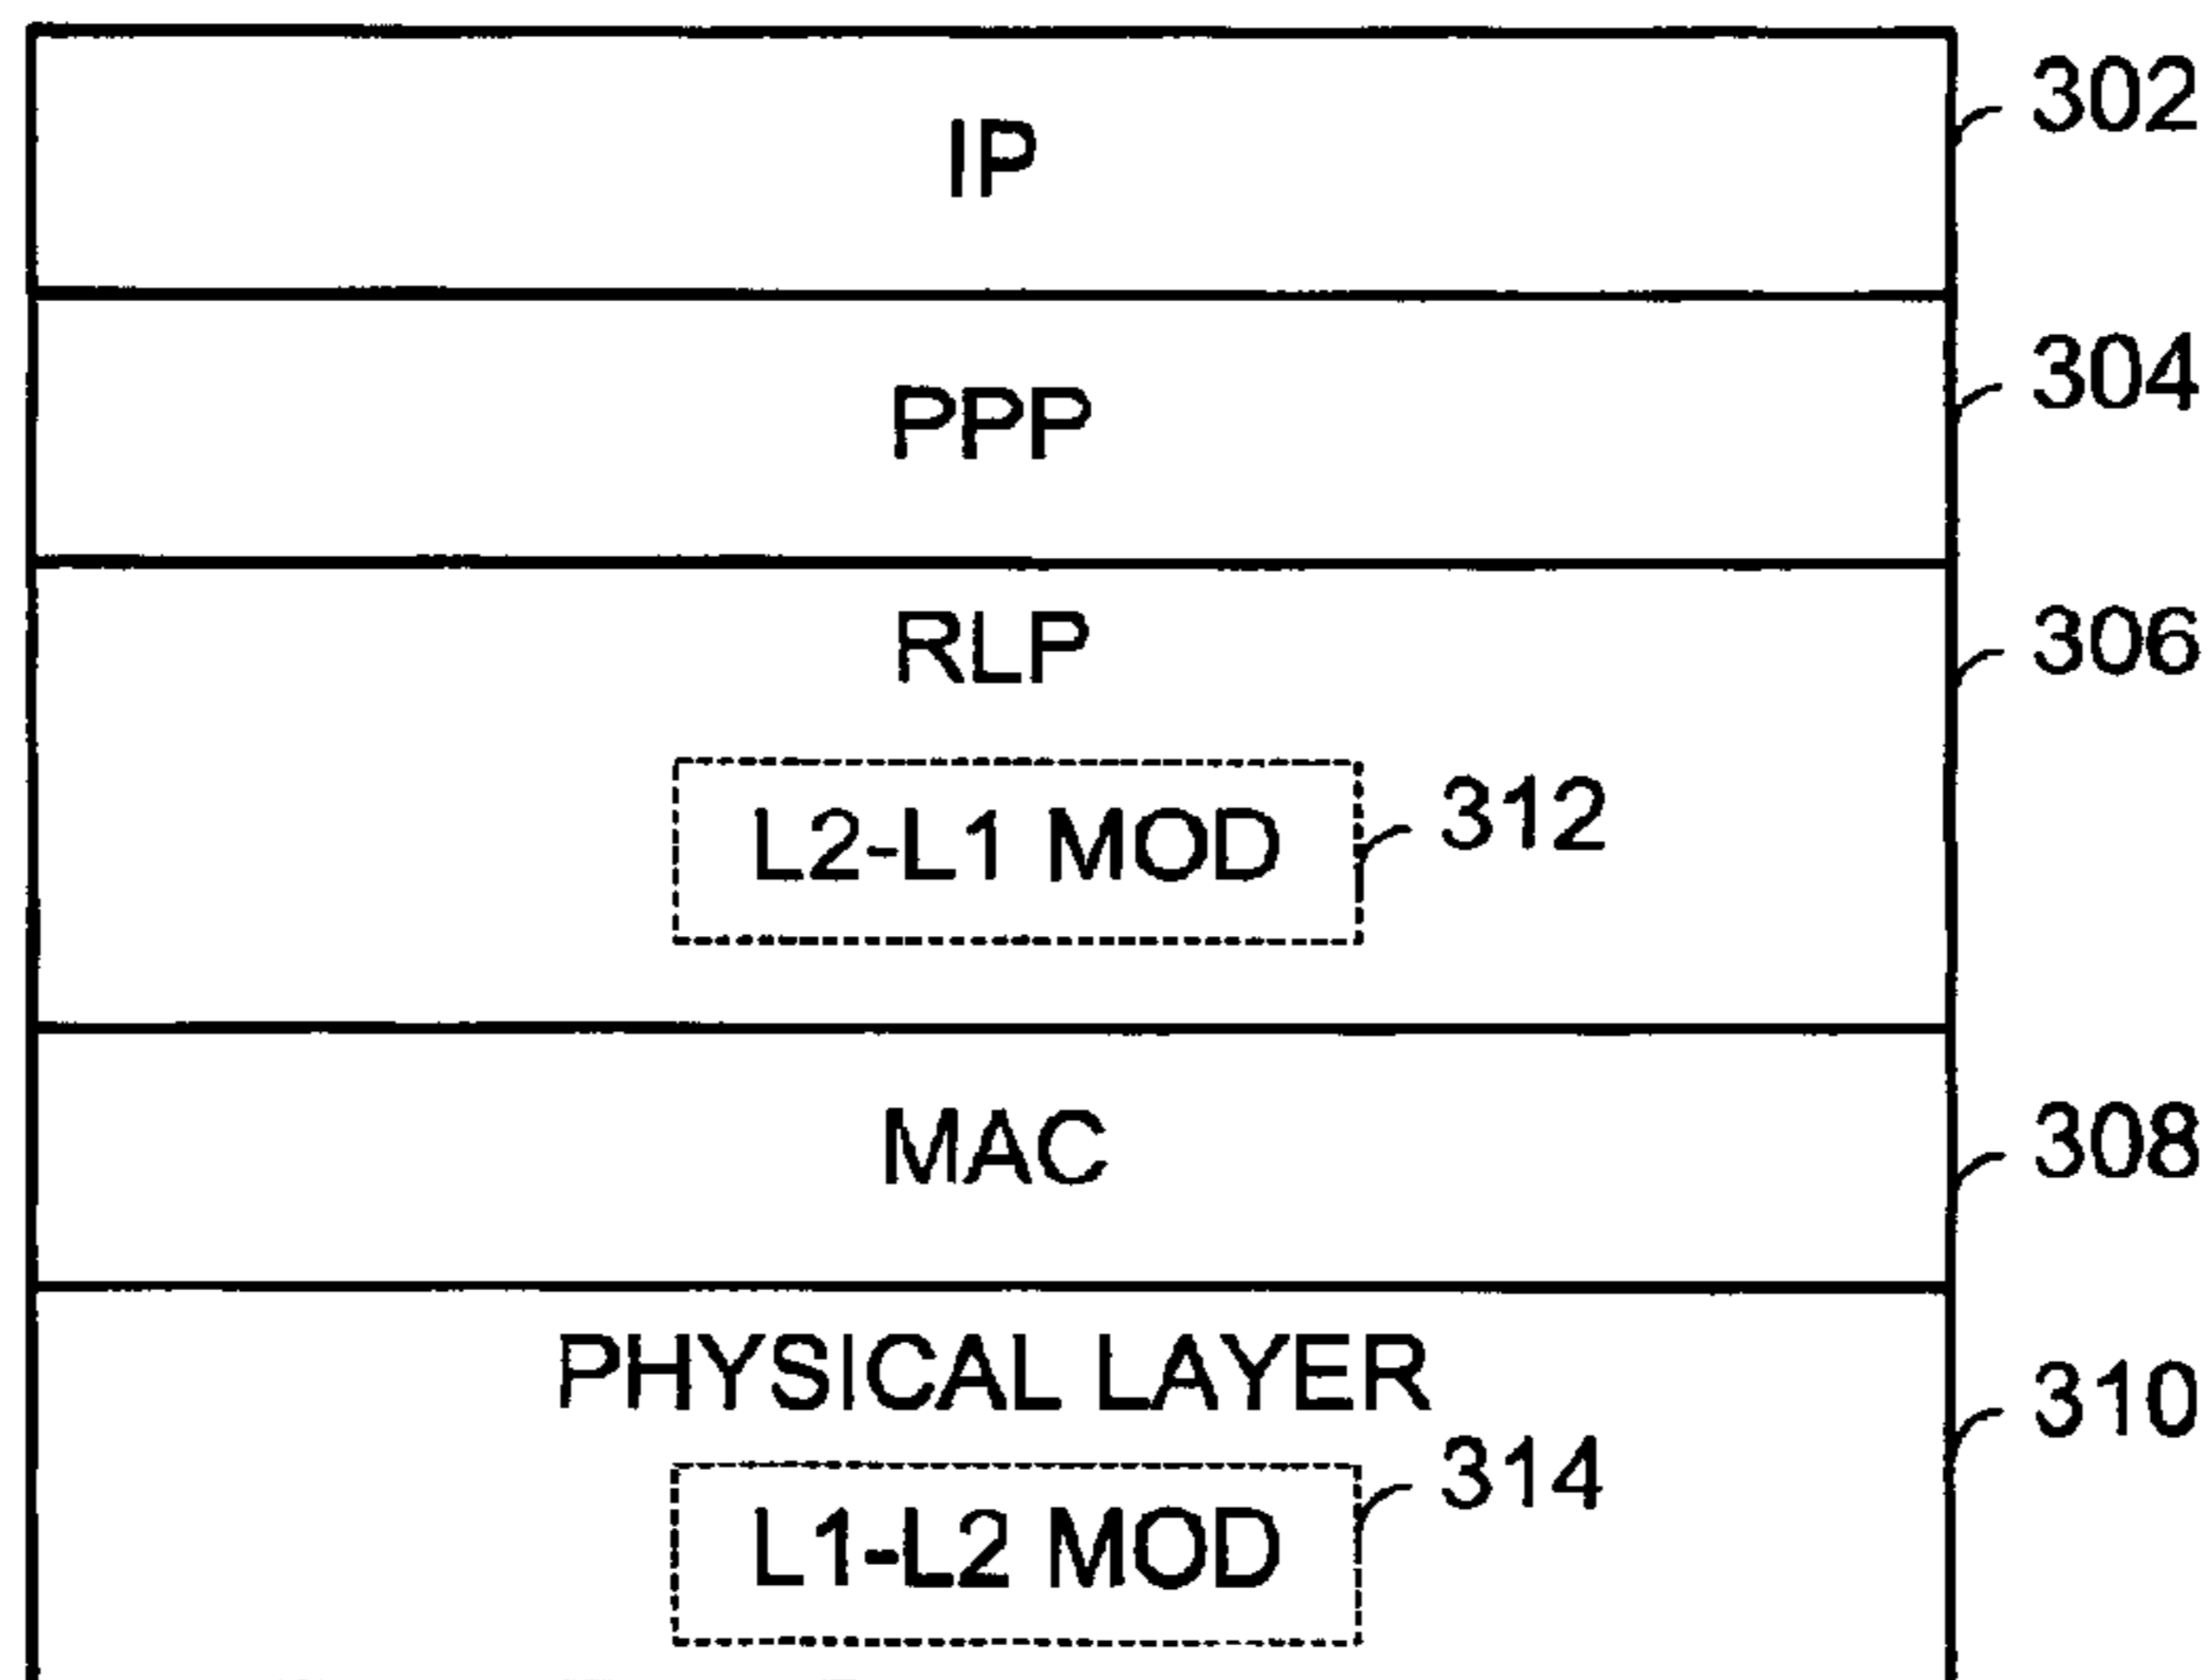 IP
302
PPP
304
RLP
306
L2-L1 MOD
312
MAC
308
PHYSICAL LAYER
310
L1-L2 MOD
314